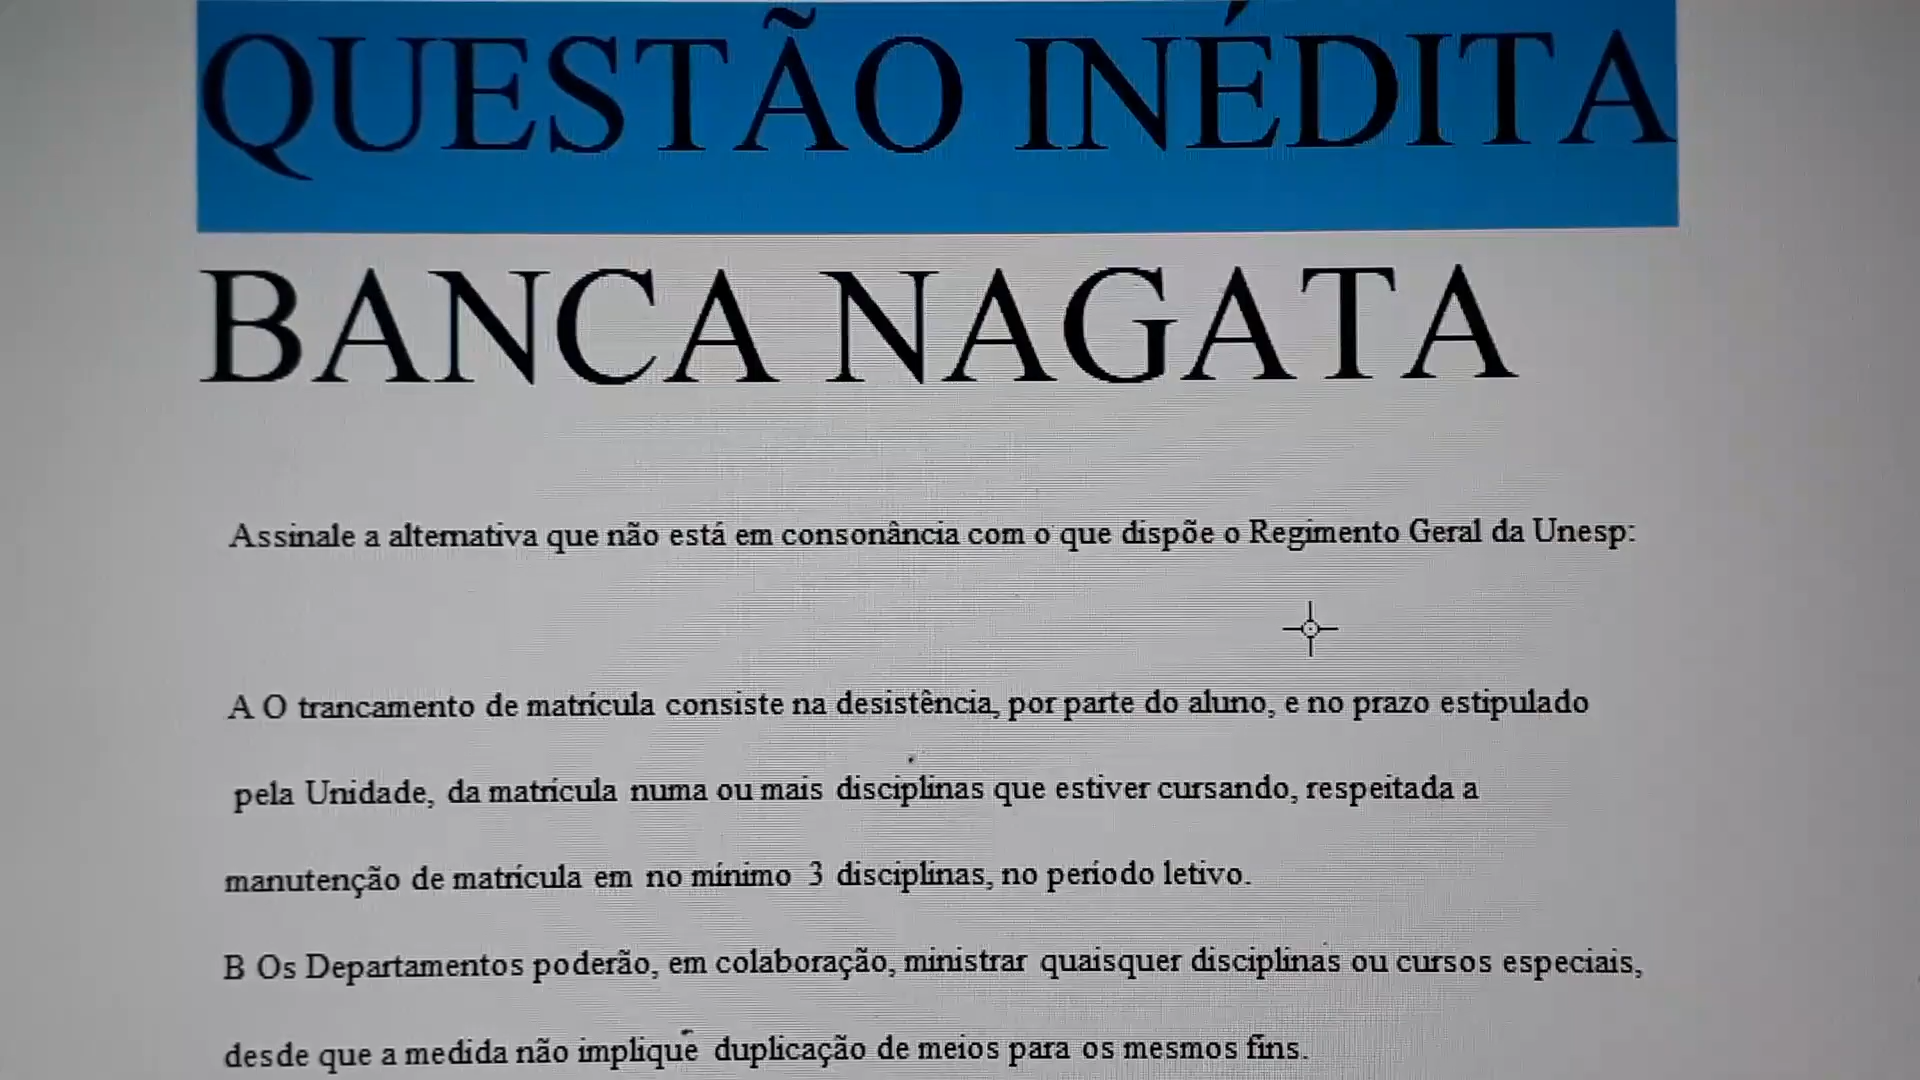 QUESTÃO INÉDITA
BANCA NAGATA
Assinale a alternativa que não está em consonância com o que dispõe o Regimento Geral da Unesp:
A O trancamento de matrícula consiste na desistência, por parte do aluno, e no prazo estipulado
pela Unidade, da matrícula numa ou mais disciplinas que estiver cursando, respeitada a
manutenção de matrícula em no mínimo 3 disciplinas, no período letivo.
B Os Departamentos poderão, em colaboração, ministrar quaisquer disciplinas ou cursos especiais,
desde que a medida não implique duplicação de meios para os mesmos fins.